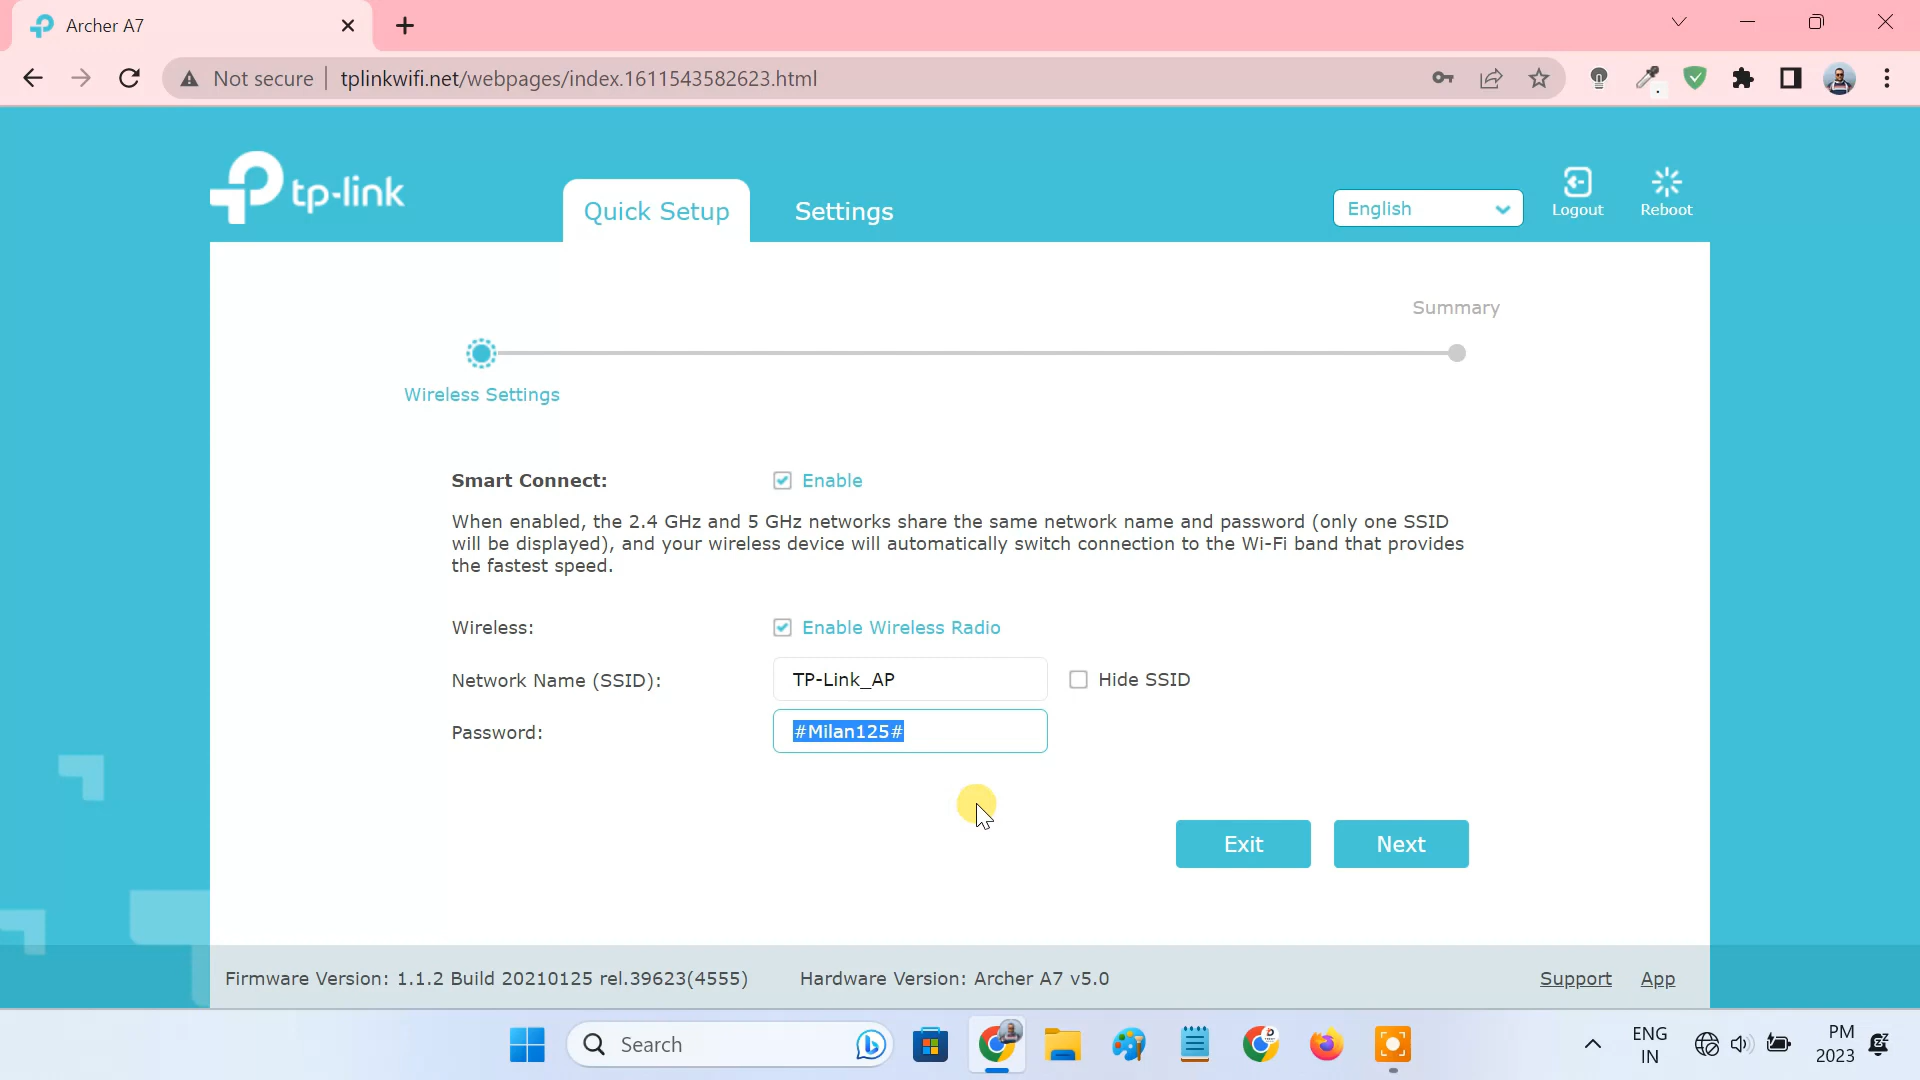 Archer A7
Not secure
tplinkwifi.net/webpages/index.1611543582623.html
tp-link
Quick Setup
Settings
English
Logout
Reboot
Summary
Wireless Settings
Smart Connect:
Enable
When enabled, the 2.4 GHz and 5 GHz networks share the same network name and password (only one SSID
will be displayed), and your wireless device will automatically switch connection to the Wi-Fi band that provides
the fastest speed.
Wireless:
Enable Wireless Radio
Network Name (SSID):
TP-Link_AP
Hide SSID
Password:
#Milan125#
Exit
Next
Firmware Version: 1.1.2 Build 20210125 rel.39623(4555)
Hardware Version: Archer A7 v5.0
Support
App
Search
ENG
IN
PM
2023